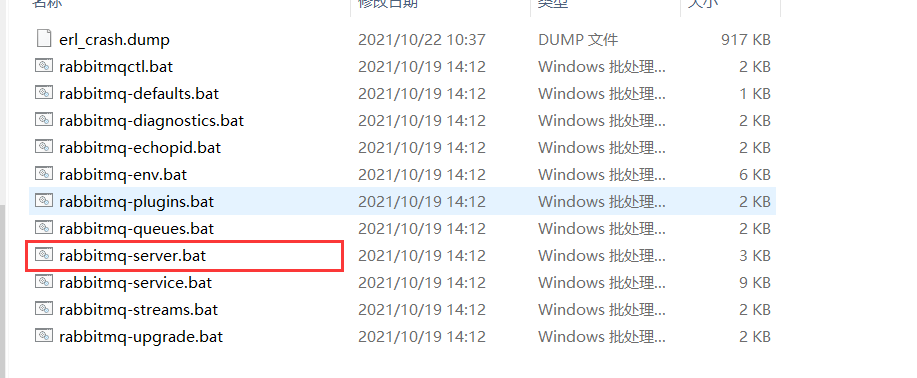 名称 修改日期 类型 大小
erl_crash.dump 2021/10/22 10:37 DUMP 文件 917 KB
rabbitmqctl.bat 2021/10/19 14:12 Windows 批处理... 2 KB
rabbitmq-defaults.bat 2021/10/19 14:12 Windows 批处理... 1 KB
rabbitmq-diagnostics.bat 2021/10/19 14:12 Windows 批处理... 2 KB
rabbitmq-echopid.bat 2021/10/19 14:12 Windows 批处理... 2 KB
rabbitmq-env.bat 2021/10/19 14:12 Windows 批处理... 6 KB
rabbitmq-plugins.bat 2021/10/19 14:12 Windows 批处理... 2 KB
rabbitmq-queues.bat 2021/10/19 14:12 Windows 批处理... 2 KB
rabbitmq-server.bat 2021/10/19 14:12 Windows 批处理... 3 KB
rabbitmq-service.bat 2021/10/19 14:12 Windows 批处理... 9 KB
rabbitmq-streams.bat 2021/10/19 14:12 Windows 批处理... 2 KB
rabbitmq-upgrade.bat 2021/10/19 14:12 Windows 批处理... 2 KB